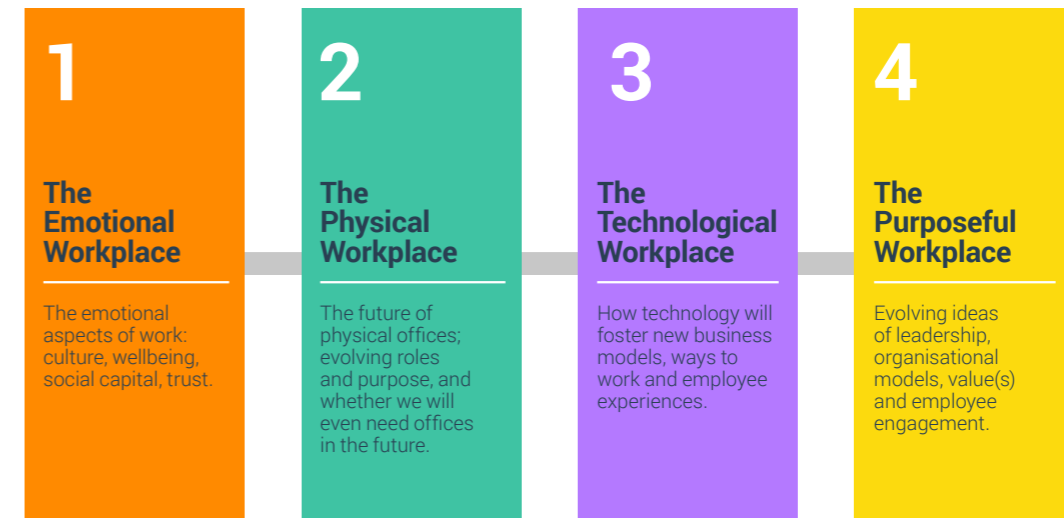 1
The
Emotional
Workplace
The emotional
aspects of work:
culture, wellbeing,
social capital, trust.
2
The
Physical
Workplace
The future of
physical offices;
evolving roles
and purpose, and
whether we will
even need offices
in the future.
3
The
Technological
Workplace
How technology will
foster new business
models, ways to
work and employee
experiences.
4
The
Purposeful
Workplace
Evolving ideas
of leadership,
organisational
models, value(s)
and employee
engagement.